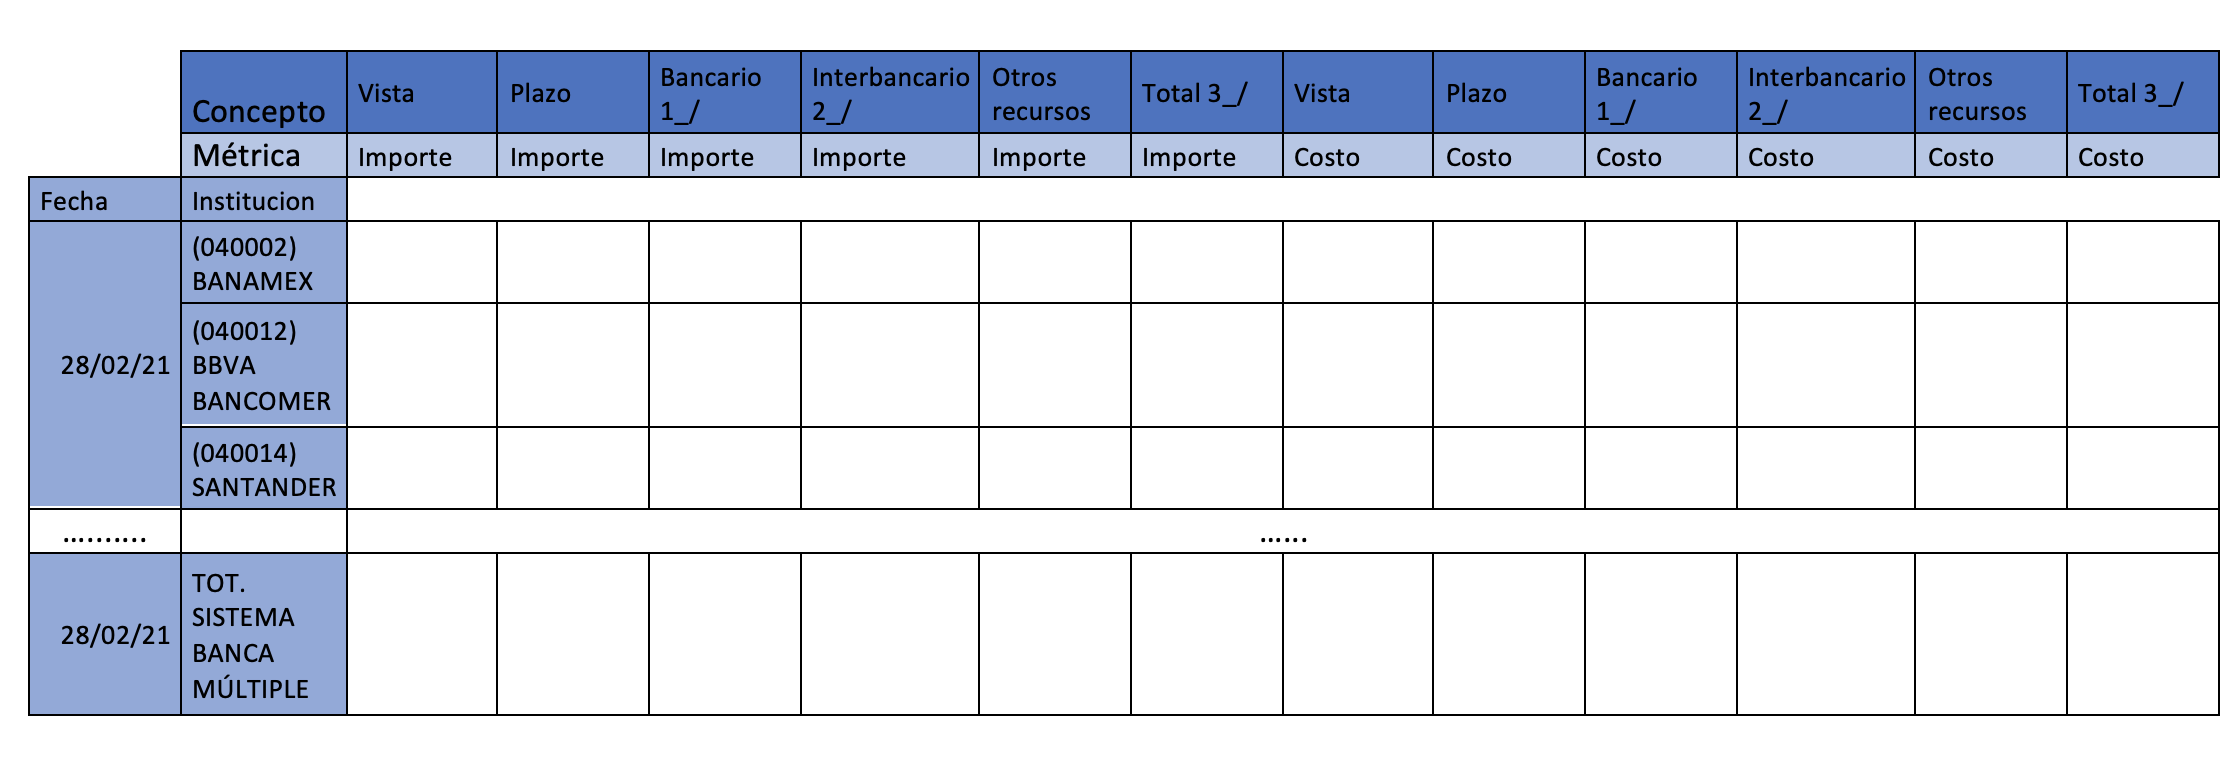 Concepto Vista Plazo Bancario 1_/ Interbancario 2_/ Otros recursos Total 3_/ Vista Plazo Bancario 1_/ Interbancario 2_/ Otros recursos Total 3_/
Métrica Importe Importe Importe Importe Importe Importe Costo Costo Costo Costo Costo Costo
Fecha Institucion
28/02/21
(040002)
BANAMEX
(040012)
BBVA
BANCOMER
(040014)
SANTANDER
......... ......
28/02/21
TOT.
SISTEMA
BANCA
MÚLTIPLE